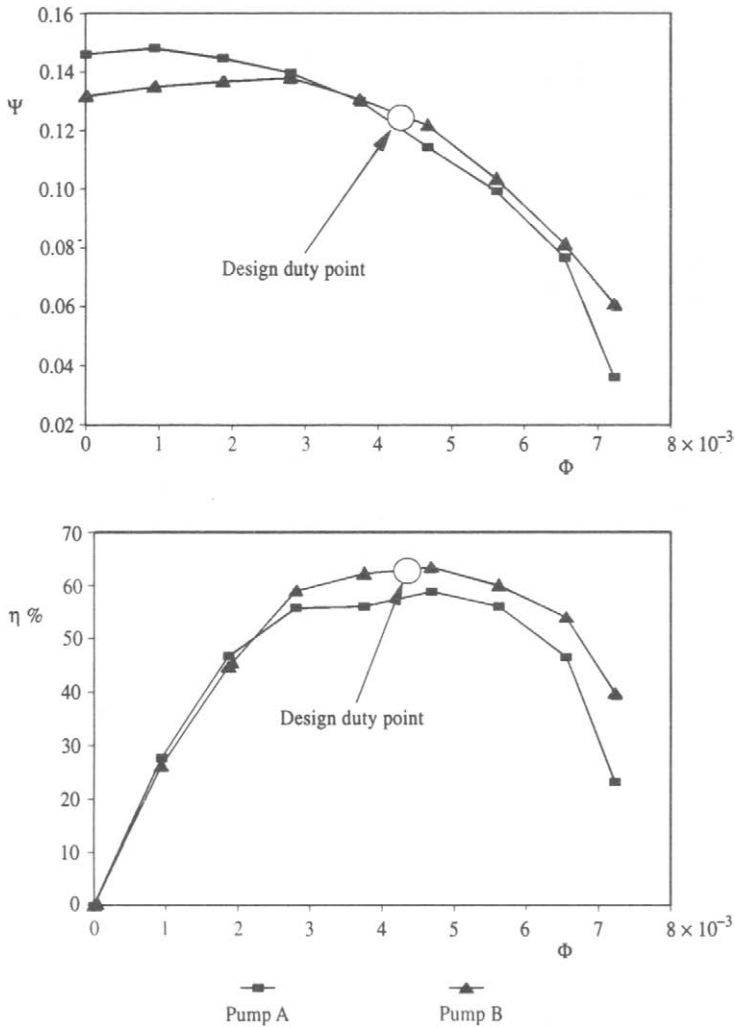 0.16
0.14
Ψ
0.12
0.10
0.08
0.06
0.04
0.02
0 1 2 3 4 5 6 7 8 × 10⁻³
Φ
Design duty point
70
60
η %
50
40
30
20
10
0
0 1 2 3 4 5 6 7 8 × 10⁻³
Φ
Design duty point
Pump A Pump B